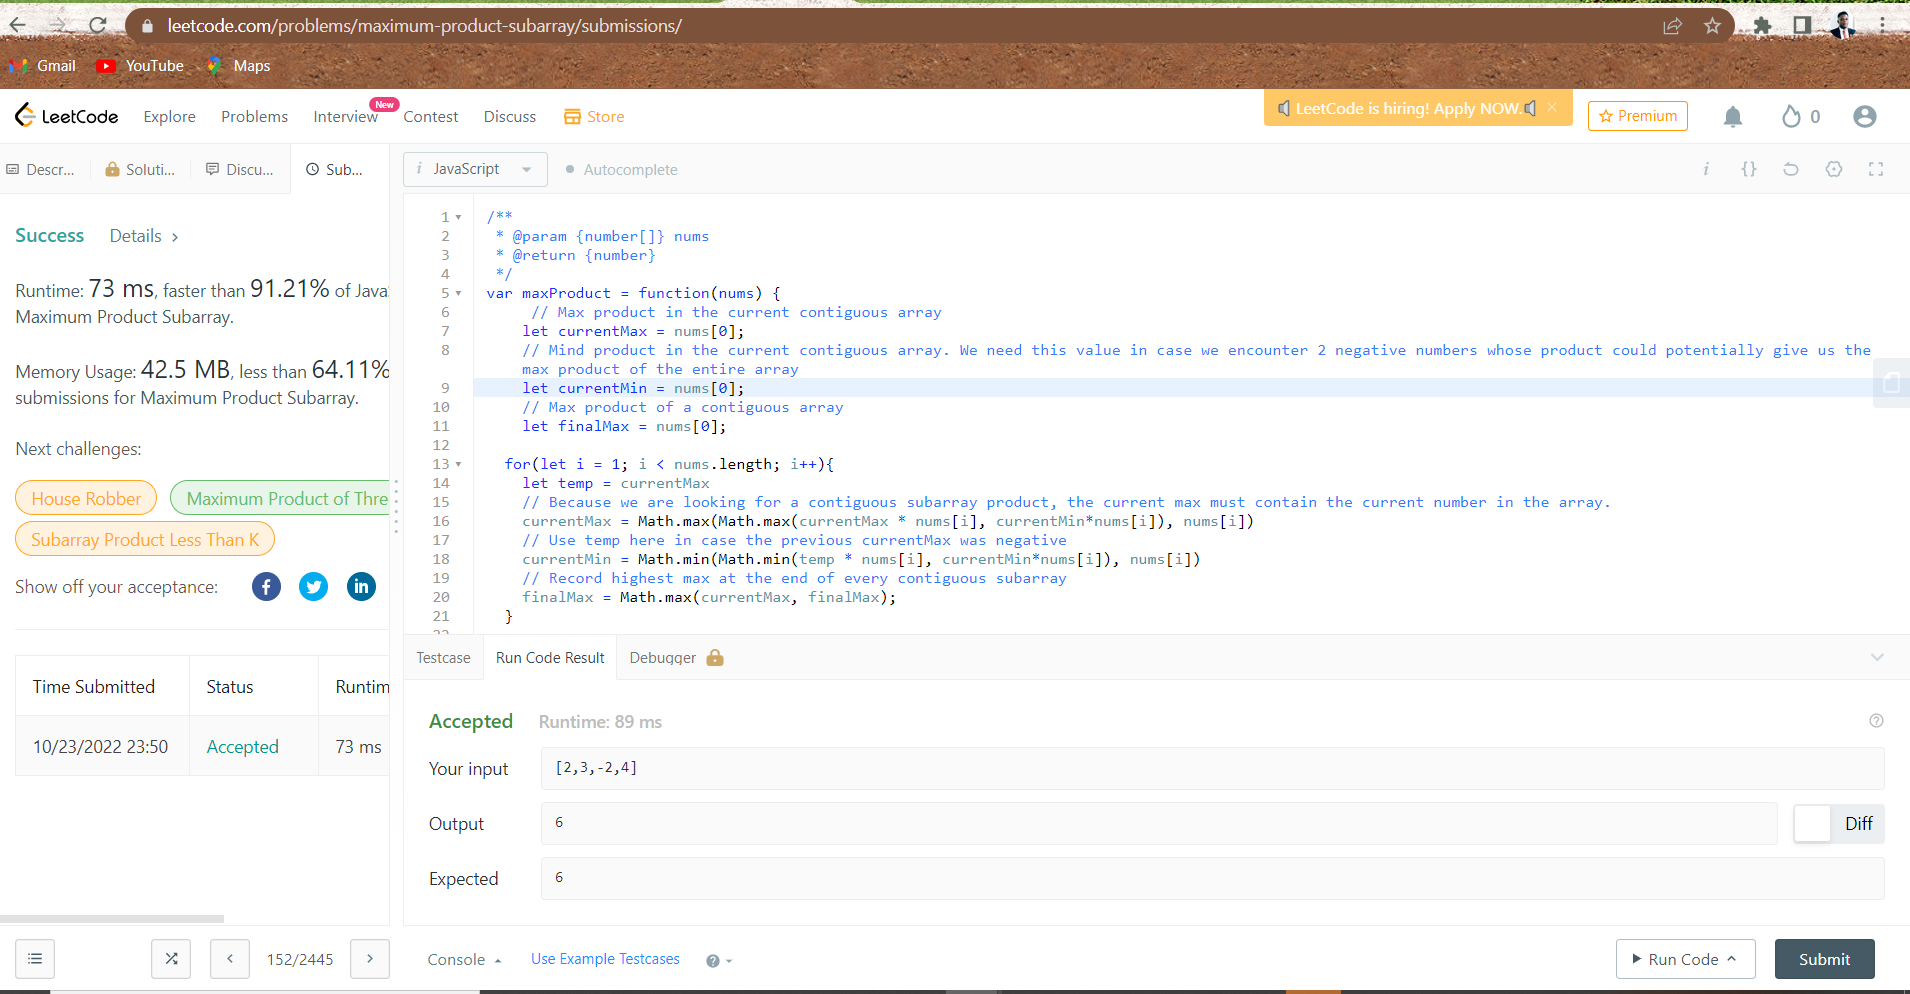 leetcode.com/problems/maximum-product-subarray/submissions/
Gmail YouTube Maps
LeetCode Explore Problems Interview New Contest Discuss Store LeetCode is hiring! Apply NOW. Premium 0
Descr... Soluti... Discu... Sub...
i JavaScript Autocomplete i {}
Success Details >
Runtime: 73 ms, faster than 91.21% of Java
Maximum Product Subarray.
Memory Usage: 42.5 MB, less than 64.11%
submissions for Maximum Product Subarray.
Next challenges:
House Robber Maximum Product of Thre
Subarray Product Less Than K
Show off your acceptance:
Time Submitted Status Runtim
10/23/2022 23:50 Accepted 73 ms
152/2445
1 /**
2 * @param {number[]} nums
3 * @return {number}
4 */
5 var maxProduct = function(nums) {
6 // Max product in the current contiguous array
7 let currentMax = nums[0];
8 // Mind product in the current contiguous array. We need this value in case we encounter 2 negative numbers whose product could potentially give us the
max product of the entire array
9 let currentMin = nums[0];
10 // Max product of a contiguous array
11 let finalMax = nums[0];
12
13 for(let i = 1; i < nums.length; i++){
14 let temp = currentMax
15 // Because we are looking for a contiguous subarray product, the current max must contain the current number in the array.
16 currentMax = Math.max(Math.max(currentMax * nums[i], currentMin*nums[i]), nums[i])
17 // Use temp here in case the previous currentMax was negative
18 currentMin = Math.min(Math.min(temp * nums[i], currentMin*nums[i]), nums[i])
19 // Record highest max at the end of every contiguous subarray
20 finalMax = Math.max(currentMax, finalMax);
21 }
22
Testcase Run Code Result Debugger
Accepted Runtime: 89 ms
Your input [2,3,-2,4]
Output 6 Diff
Expected 6
Console Use Example Testcases Run Code Submit